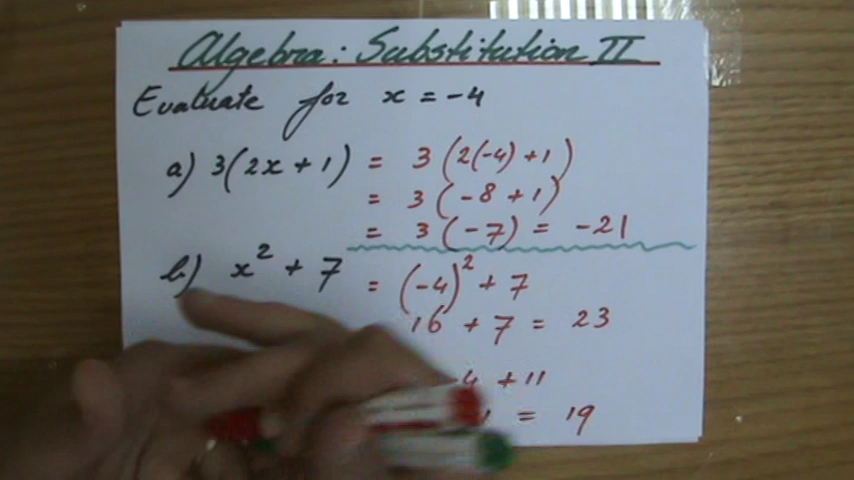 Algebra: Substitution II
Evaluate for x = -4
a) 3(2x + 1) = 3(2(-4) + 1)
= 3(-8 + 1)
= 3(-7) = -21
b) x² + 7 = (-4)² + 7
16 + 7 = 23
4 + 11
= 19